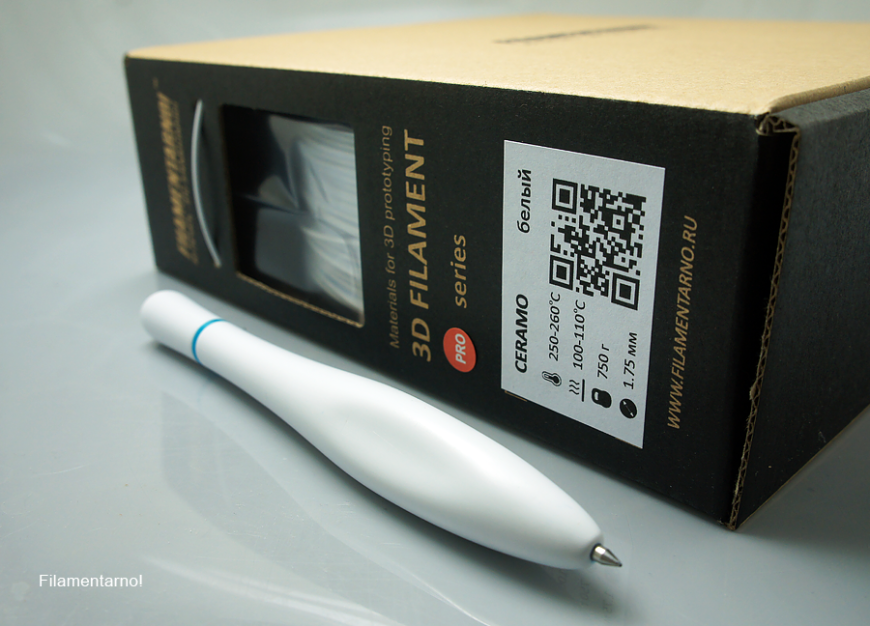 FILAMENTARNO!
Materials for 3D prototyping
3D FILAMENT
PRO series
CERAMO белый
250-260°C
100-110°C
750 г
1.75 мм
WWW.FILAMENTARNO.RU
Filamentarno!